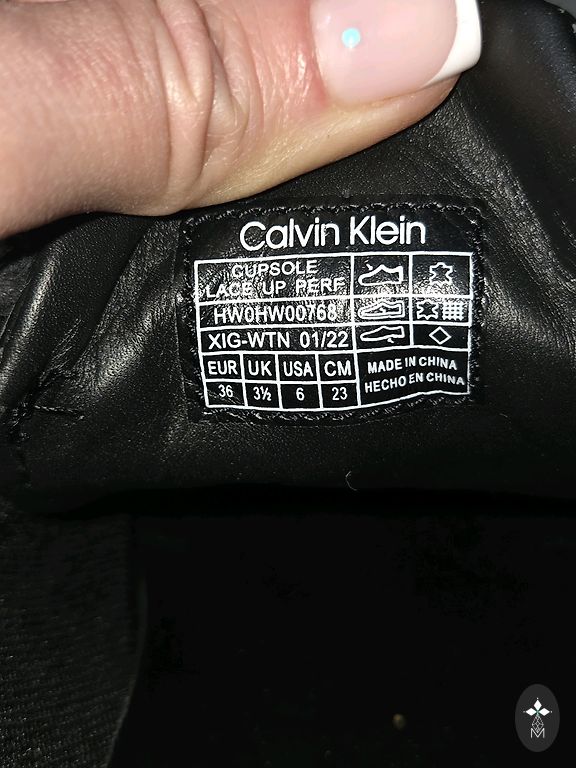 Calvin Klein
CUPSOLE
LACE UP PERF
HW0HW00768
XIG-WTN 01/22
EUR UK USA CM
36 3½ 6 23
MADE IN CHINA
HECHO EN CHINA
M